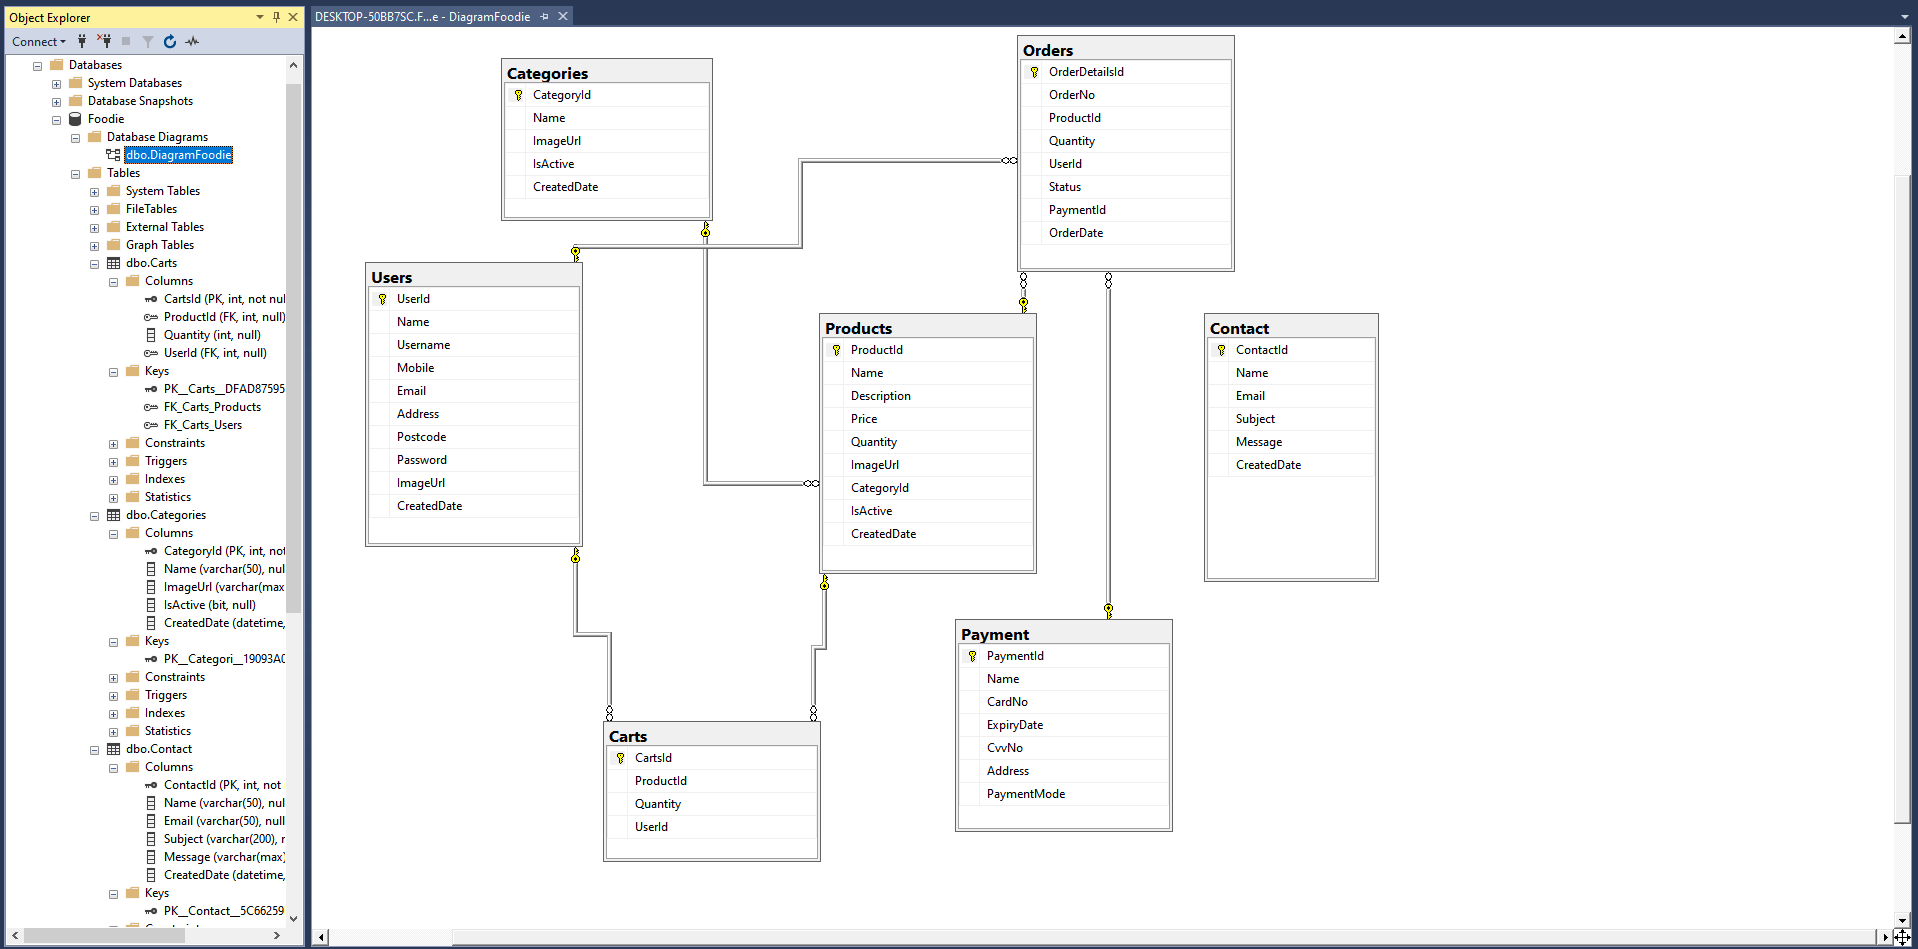 Object Explorer
Connect
Databases
System Databases
Database Snapshots
Foodie
Database Diagrams
dbo.DiagramFoodie
Tables
System Tables
FileTables
External Tables
Graph Tables
dbo.Carts
Columns
CartsId (PK, int, not nul
ProductId (FK, int, null)
Quantity (int, null)
UserId (FK, int, null)
Keys
PK__Carts__DFAD87595
FK_Carts_Products
FK_Carts_Users
Constraints
Triggers
Indexes
Statistics
dbo.Categories
Columns
CategoryId (PK, int, not
Name (varchar(50), nul
ImageUrl (varchar(max
IsActive (bit, null)
CreatedDate (datetime,
Keys
PK__Categori__19093A0
Constraints
Triggers
Indexes
Statistics
dbo.Contact
Columns
ContactId (PK, int, not
Name (varchar(50), nul
Email (varchar(50), null
Subject (varchar(200), r
Message (varchar(max)
CreatedDate (datetime,
Keys
PK__Contact__5C66259
DESKTOP-50BB7SC.F...e - DiagramFoodie
Categories
CategoryId
Name
ImageUrl
IsActive
CreatedDate
Orders
OrderDetailsId
OrderNo
ProductId
Quantity
UserId
Status
PaymentId
OrderDate
Users
UserId
Name
Username
Mobile
Email
Address
Postcode
Password
ImageUrl
CreatedDate
Products
ProductId
Name
Description
Price
Quantity
ImageUrl
CategoryId
IsActive
CreatedDate
Contact
ContactId
Name
Email
Subject
Message
CreatedDate
Carts
CartsId
ProductId
Quantity
UserId
Payment
PaymentId
Name
CardNo
ExpiryDate
CvvNo
Address
PaymentMode